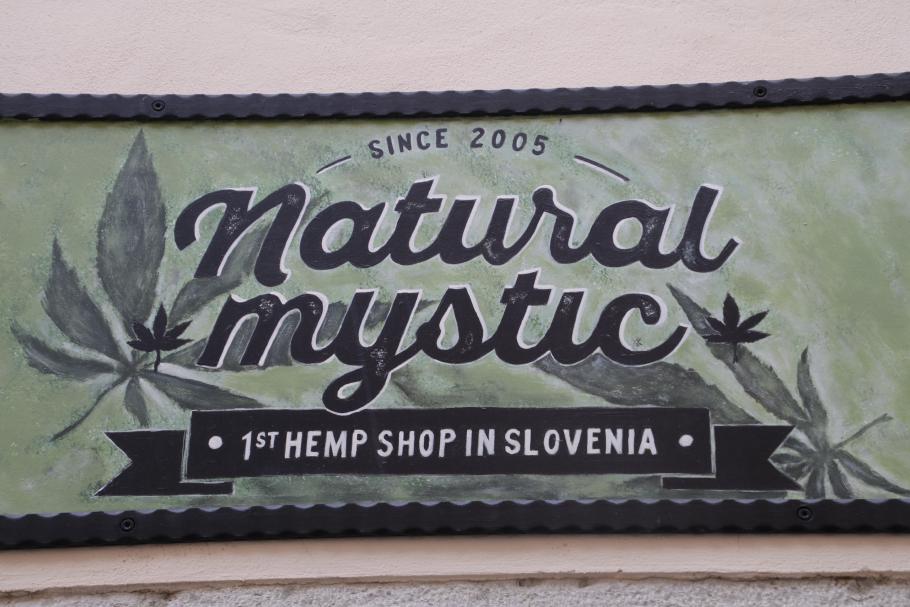 SINCE 2005
Natural
mystic
1ST HEMP SHOP IN SLOVENIA